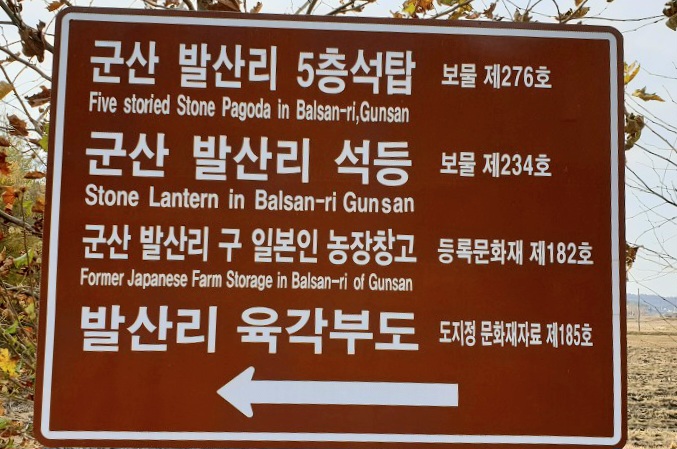 군산 발산리 5층석탑 보물 제276호
Five storied Stone Pagoda in Balsan-ri,Gunsan
군산 발산리 석등 보물 제234호
Stone Lantern in Balsan-ri Gunsan
군산 발산리 구 일본인 농장창고 등록문화재 제182호
Former Japanese Farm Storage in Balsan-ri of Gunsan
발산리 육각부도 도지정 문화재자료 제185호